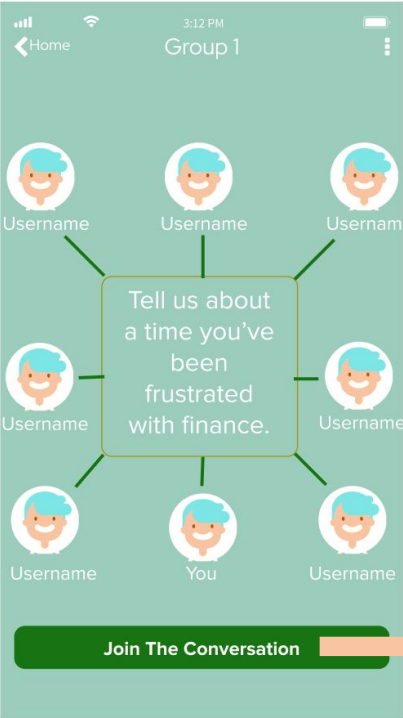 3:12 PM
Home
Group 1
Username
Username
Usernam
Tell us about
a time you've
been
frustrated
with finance.
Username
Username
Username
You
Username
Join The Conversation